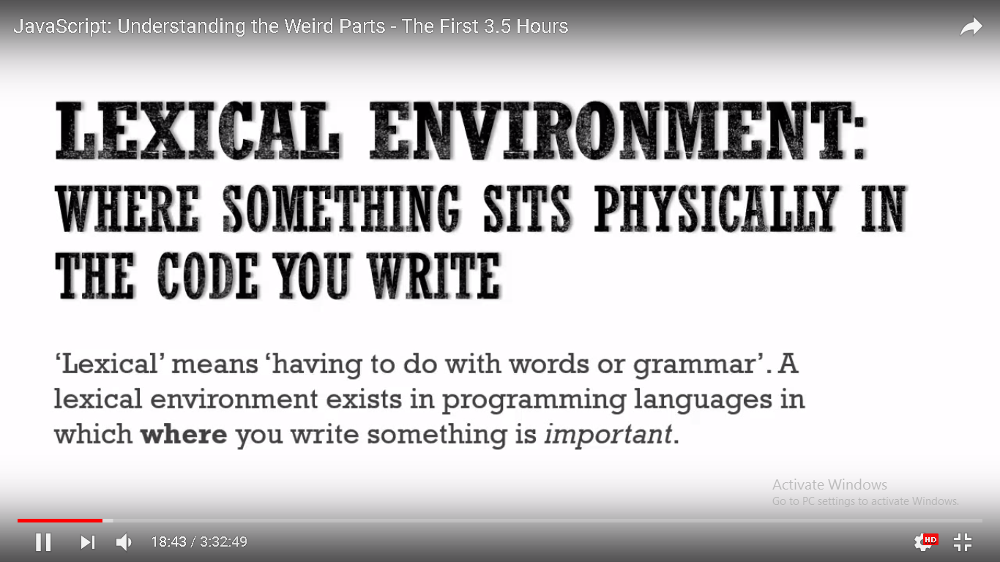 JavaScript: Understanding the Weird Parts - The First 3.5 Hours
LEXICAL ENVIRONMENT:
WHERE SOMETHING SITS PHYSICALLY IN
THE CODE YOU WRITE
‘Lexical’ means ‘having to do with words or grammar’. A
lexical environment exists in programming languages in
which where you write something is important.
Activate Windows
Go to PC settings to activate Windows.
18:43 / 3:32:49
HD